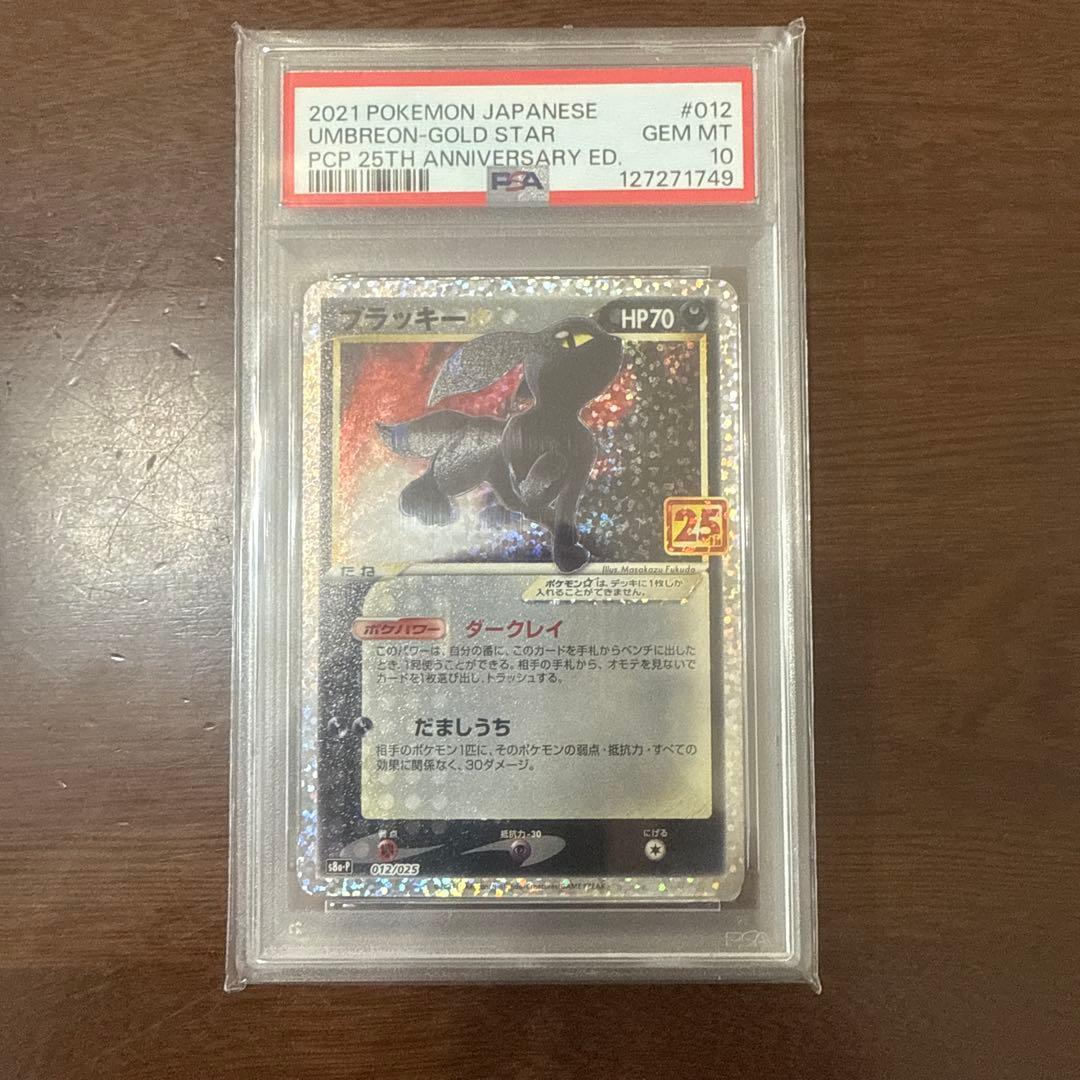 2021 POKEMON JAPANESE #012
UMBREON-GOLD STAR GEM MT
PCP 25TH ANNIVERSARY ED. 10
PSA 127271749
ブラッキー HP70
25
たね
Illus. Masakazu Fukuda
ポケモン☆は、デッキに1枚しか
入れることができません。
ポケパワー ダークレイ
このパワーは、自分の番に、このカードを手札からベンチに出した
とき、1回使うことができる。相手の手札から、オモテを見ないで
カードを1枚選び出し、トラッシュする。
だましうち
相手のポケモン1匹に、そのポケモンの弱点・抵抗力・すべての
効果に関係なく、30ダメージ。
弱点 抵抗力 -30 にげる
s8a-P 012/025
PSA